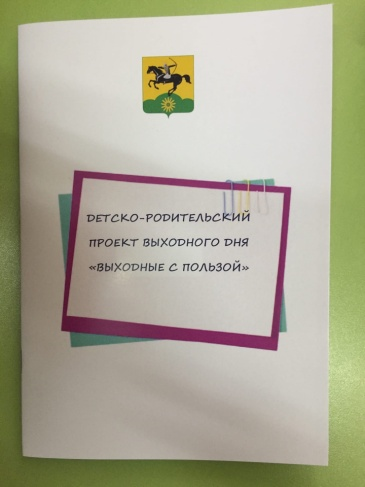 ДЕТСКО-РОДИТЕЛЬСКИЙ
ПРОЕКТ ВЫХОДНОГО ДНЯ
«ВЫХОДНЫЕ С ПОЛЬЗОЙ»